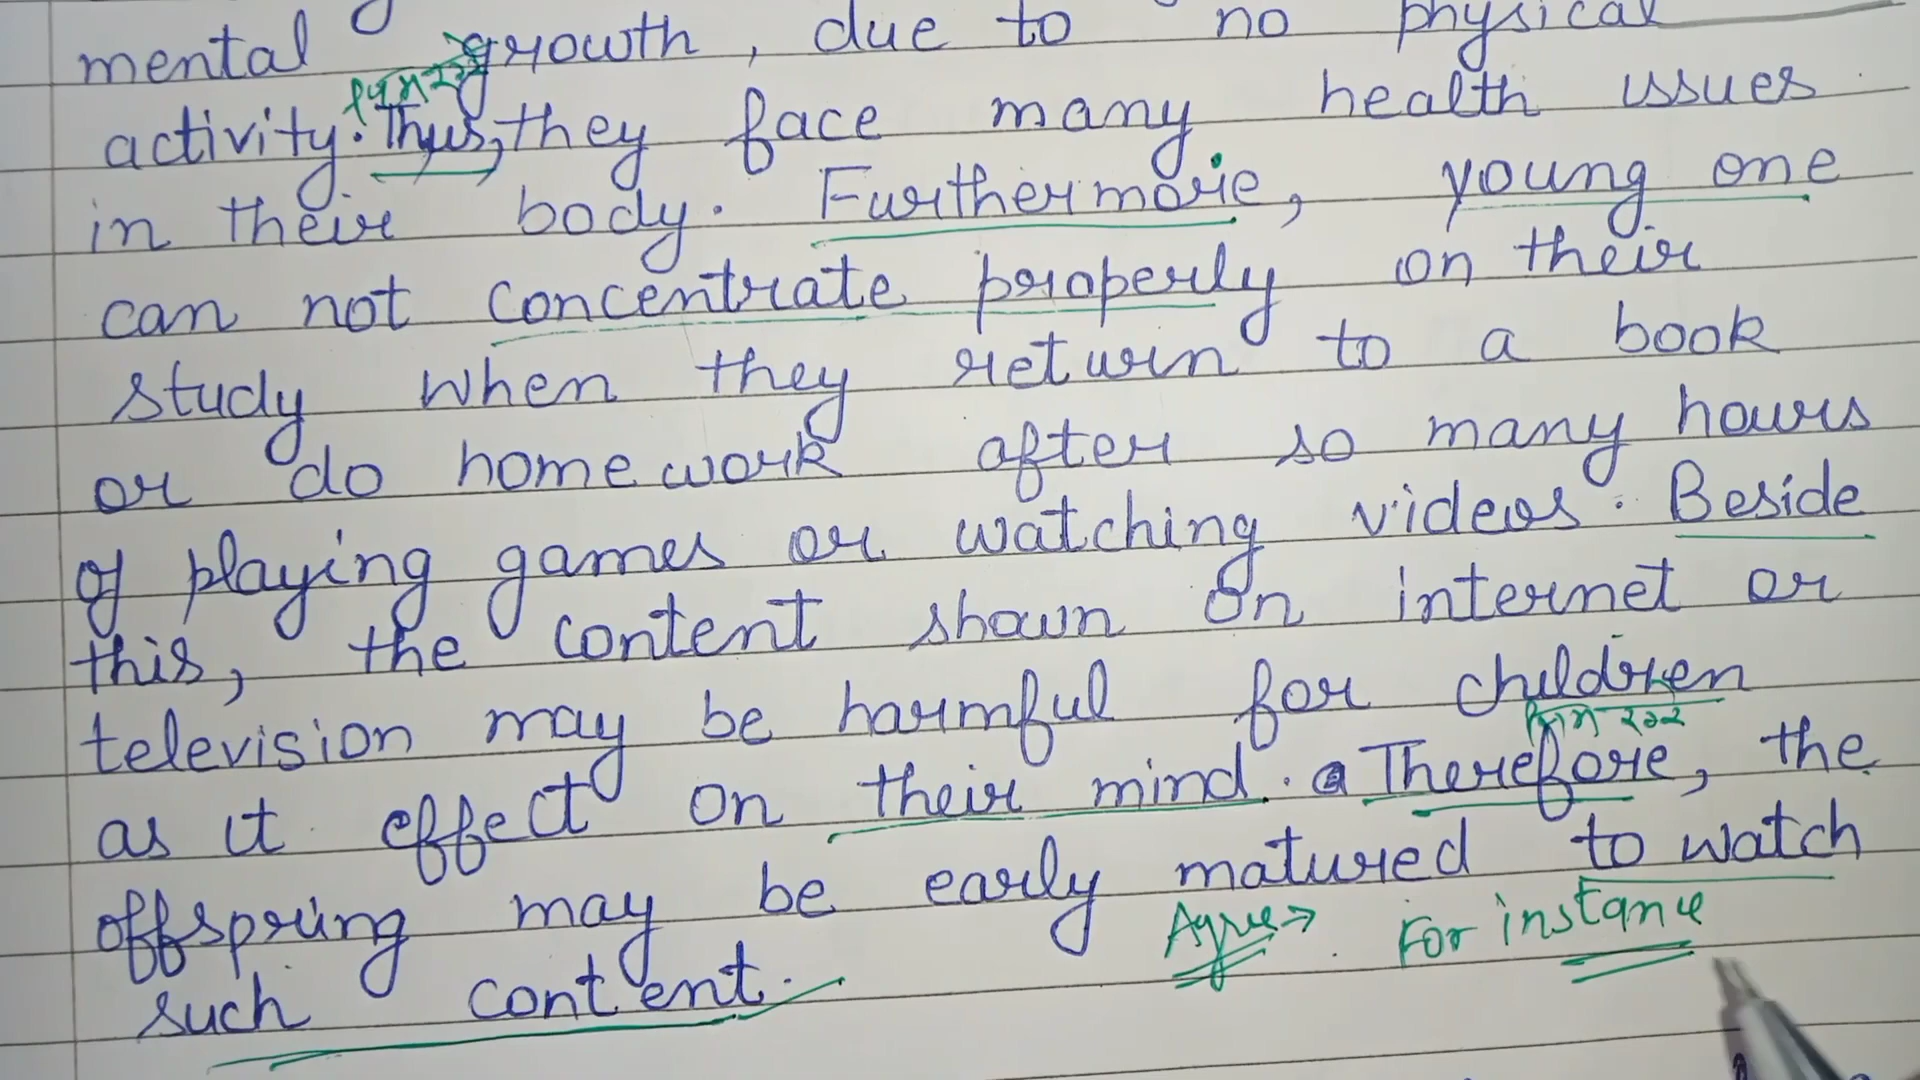 mental growth, due to no physical
activity. Thus, they face many health issues
in their body. Furthermore, young one
can not concentrate properly on their
study when they return to a book
or do homework after so many hours
of playing games or watching videos. Beside
this, the content shown on internet or
television may be harmful for children
as it effect on their mind. Therefore, the
offspring may be early matured to watch
Agree → For instance
such content.